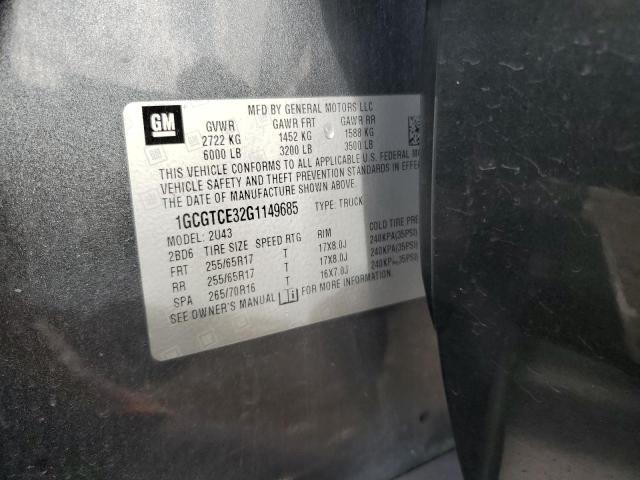 GM
MFD BY GENERAL MOTORS LLC
GVWR GAWR FRT GAWR RR
2722 KG 1452 KG 1588 KG
6000 LB 3200 LB 3500 LB
THIS VEHICLE CONFORMS TO ALL APPLICABLE U.S. FEDERAL
VEHICLE SAFETY AND THEFT PREVENTION STANDARDS IN
THE DATE OF MANUFACTURE SHOWN ABOVE.
1GCGTCE32G1149685 TYPE: TRUCK
MODEL: 2U43
2BD6 TIRE SIZE SPEED RTG RIM COLD TIRE
FRT 255/65R17 T 17X8.0J 240KPA(35PSI)
RR 255/65R17 T 17X8.0J 240KPA(35PSI)
SPA 265/70R16 T 16X7.0J 240KPA(35PSI)
SEE OWNER'S MANUAL FOR MORE INFORMATION.